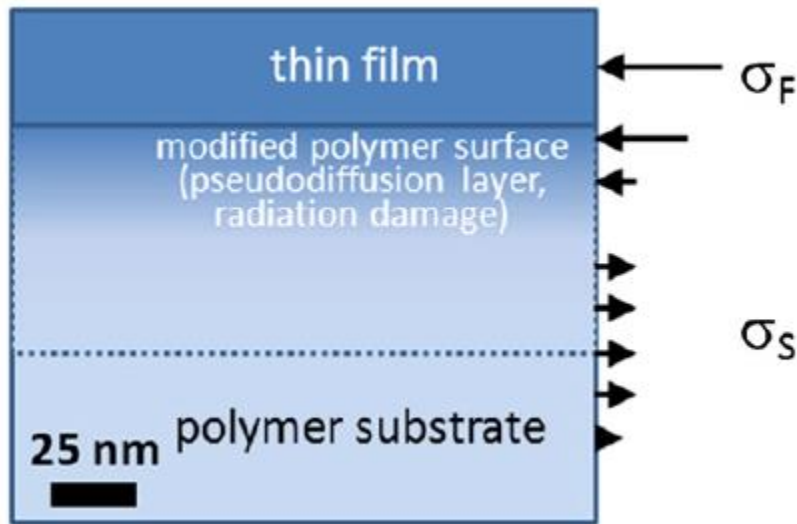 thin film
σF
modified polymer surface
(pseudodiffusion layer,
radiation damage)
σS
polymer substrate
25 nm